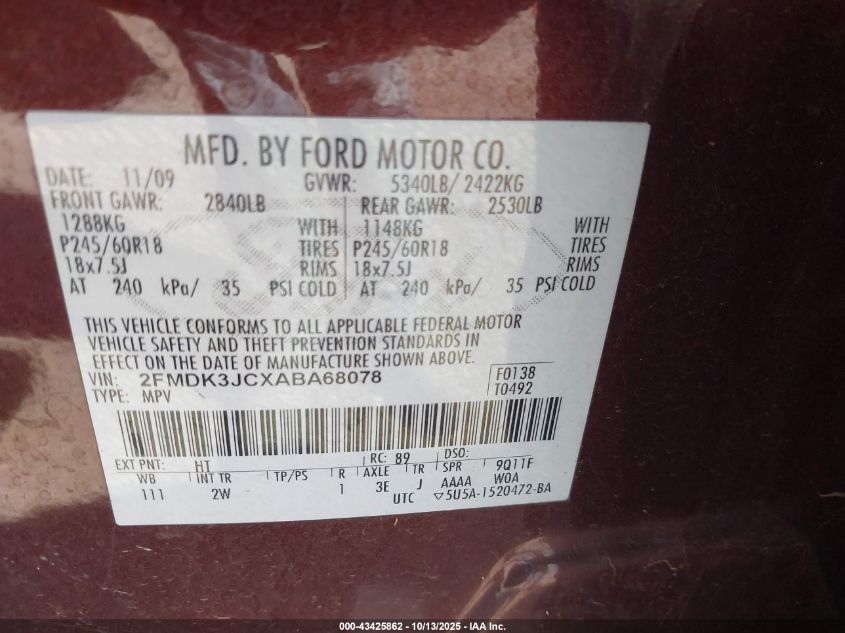 MFD. BY FORD MOTOR CO.
DATE: 11/09 GVWR: 5340LB/ 2422KG
FRONT GAWR: 2840LB REAR GAWR: 2530LB
1288KG WITH 1148KG WITH
P245/60R18 TIRES P245/60R18 TIRES
18x7.5J RIMS 18x7.5J RIMS
AT 240 kPa/ 35 PSI COLD AT 240 kPa/ 35 PSI COLD
THIS VEHICLE CONFORMS TO ALL APPLICABLE FEDERAL MOTOR
VEHICLE SAFETY AND THEFT PREVENTION STANDARDS IN
EFFECT ON THE DATE OF MANUFACTURE SHOWN ABOVE.
VIN: 2FMDK3JCXABA68078 F0138
TYPE: MPV T0492
EXT PNT: HT RC: 89 DSO:
WB INT TR TP/PS R AXLE TR SPR 9Q11F
111 2W 1 3E J AAAA W0A
UTC ▽5U5A-1520472-BA
000-43425862 - 10/13/2025 - IAA Inc.